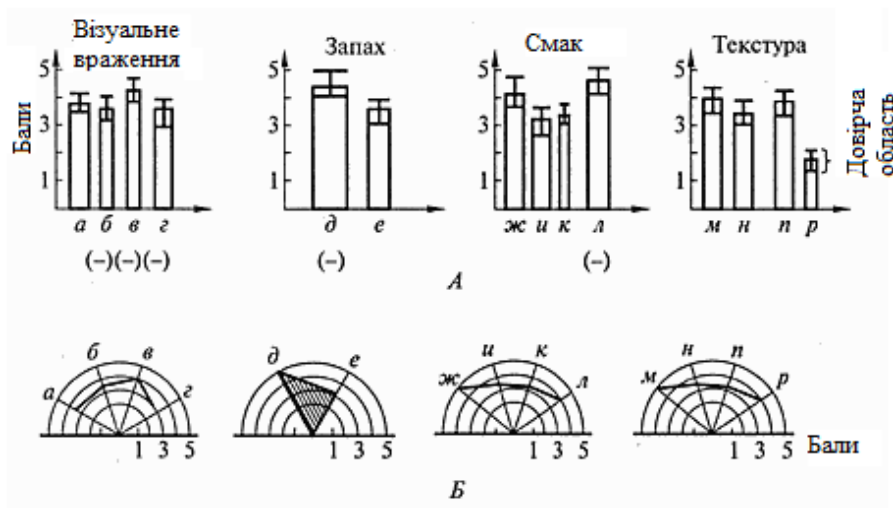 Візуальне
враження
Запах
Смак
Текстура
Бали
5
3
1
а б в г
(–)(–)(–)
5
3
1
д е
(–)
5
3
1
ж и к л
(–)
5
3
1
м н п р
Довірча
область
А
а б в г
1 3 5
д е
1 3 5
ж и к л
1 3 5
м н п р
1 3 5
Бали
Б